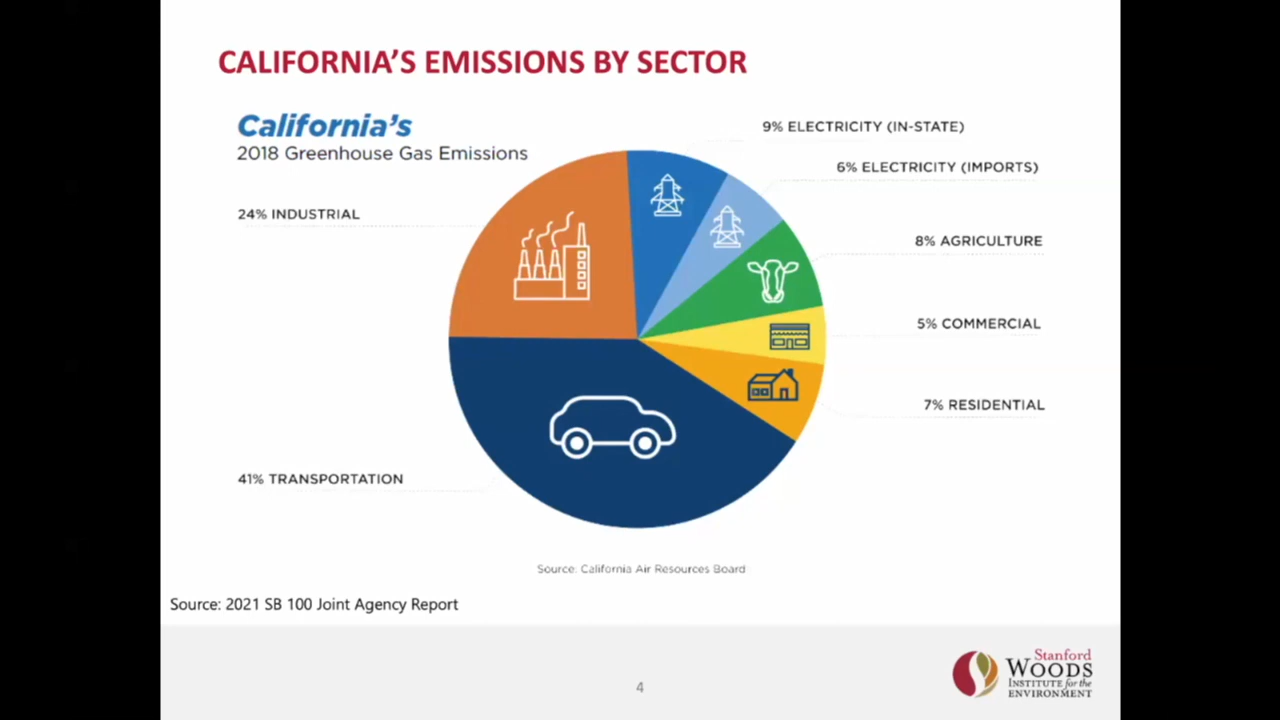 CALIFORNIA'S EMISSIONS BY SECTOR
California's
2018 Greenhouse Gas Emissions
9% ELECTRICITY (IN-STATE)
6% ELECTRICITY (IMPORTS)
24% INDUSTRIAL
8% AGRICULTURE
5% COMMERCIAL
7% RESIDENTIAL
41% TRANSPORTATION
Source: California Air Resources Board
Source: 2021 SB 100 Joint Agency Report
4
Stanford
WOODS
INSTITUTE for the
ENVIRONMENT